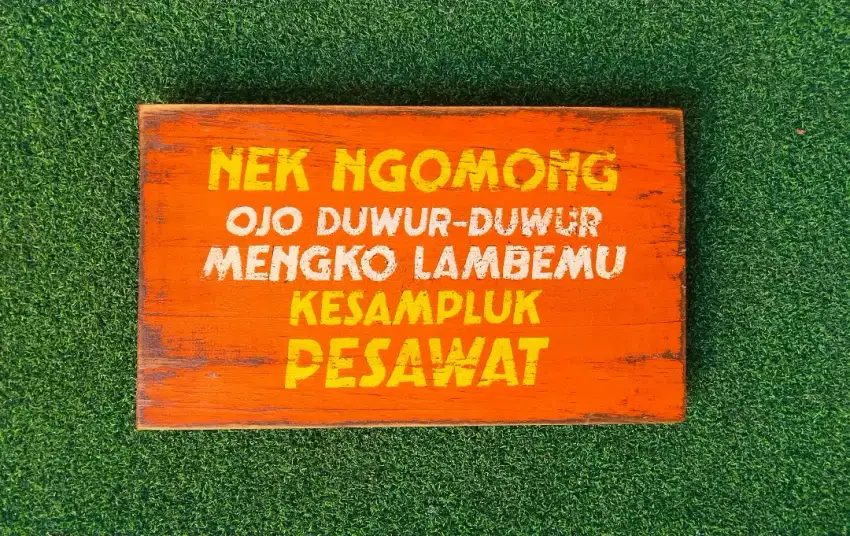 NEK NGOMONG
OJO DUWUR-DUWUR
MENGKO LAMBEMU
KESAMPLUK
PESAWAT